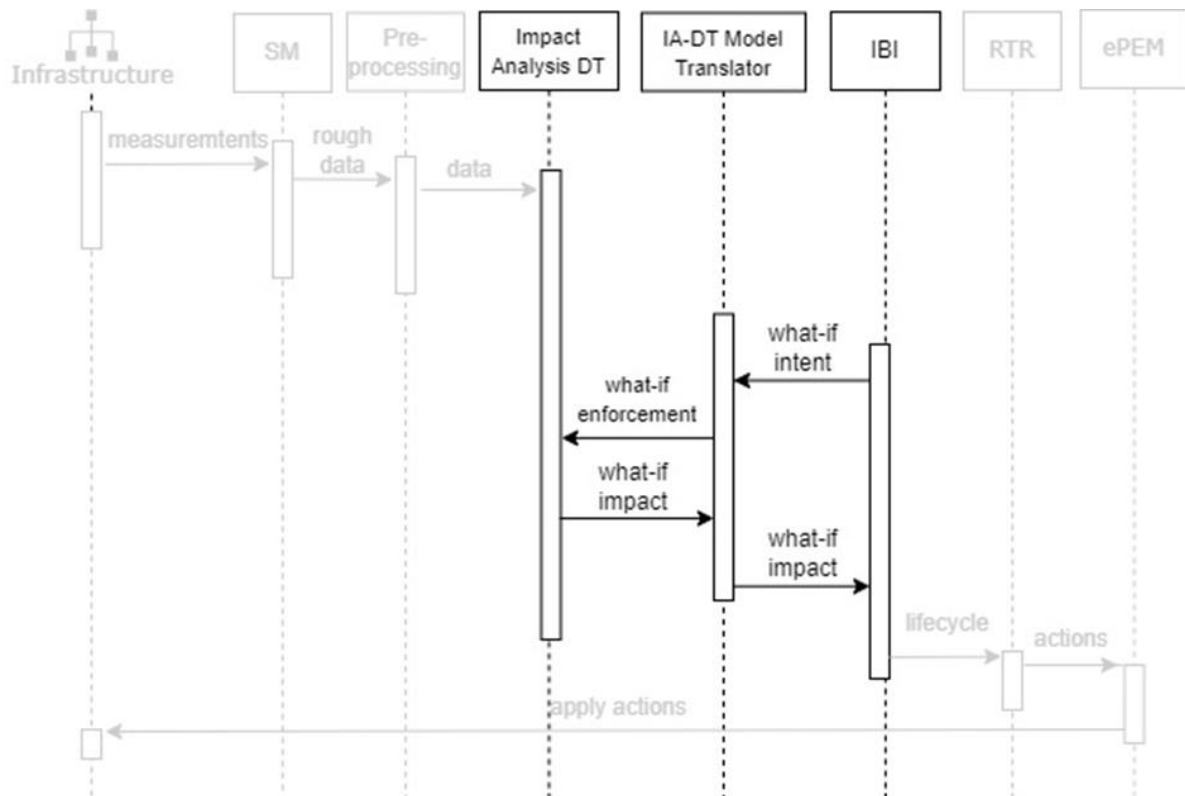 Infrastructure
SM
Pre-
processing
Impact
Analysis DT
IA-DT Model
Translator
IBI
RTR
ePEM
measuremtents
rough
data
data
what-if
intent
what-if
enforcement
what-if
impact
what-if
impact
lifecycle
actions
apply actions